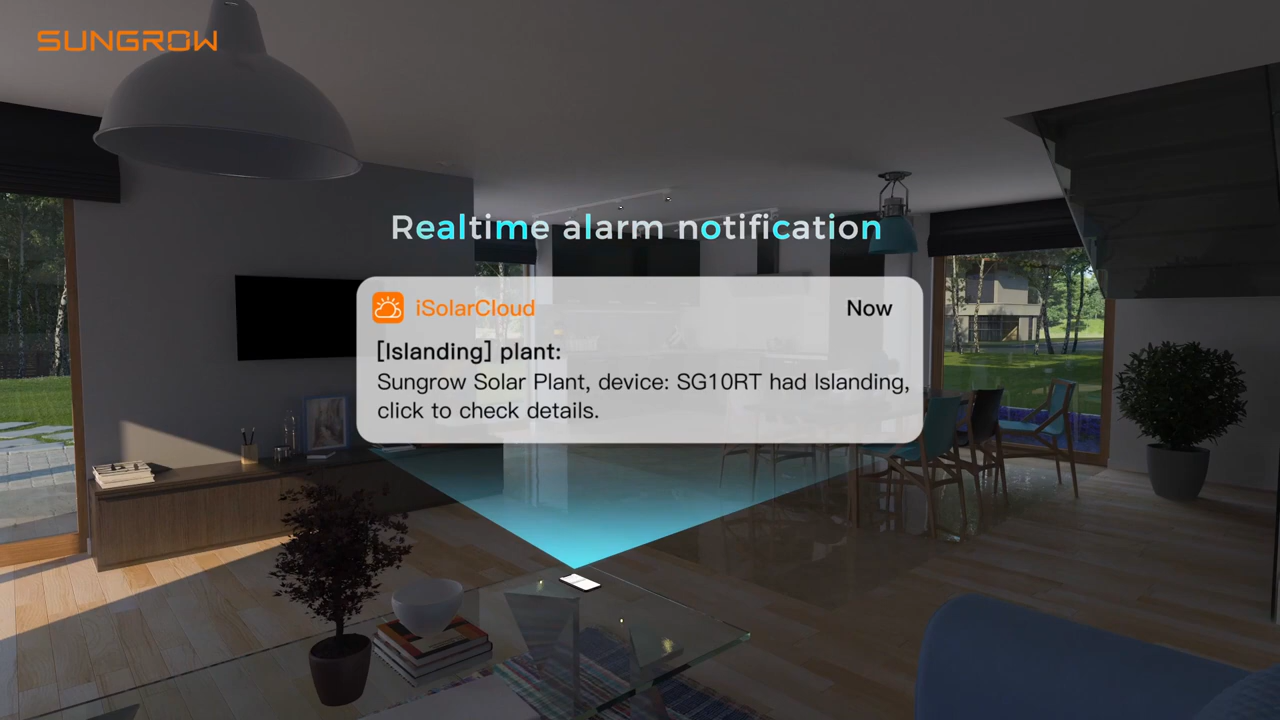 SUNGROW
Realtime alarm notification
iSolarCloud
Now
[Islanding] plant:
Sungrow Solar Plant, device: SG10RT had Islanding,
click to check details.